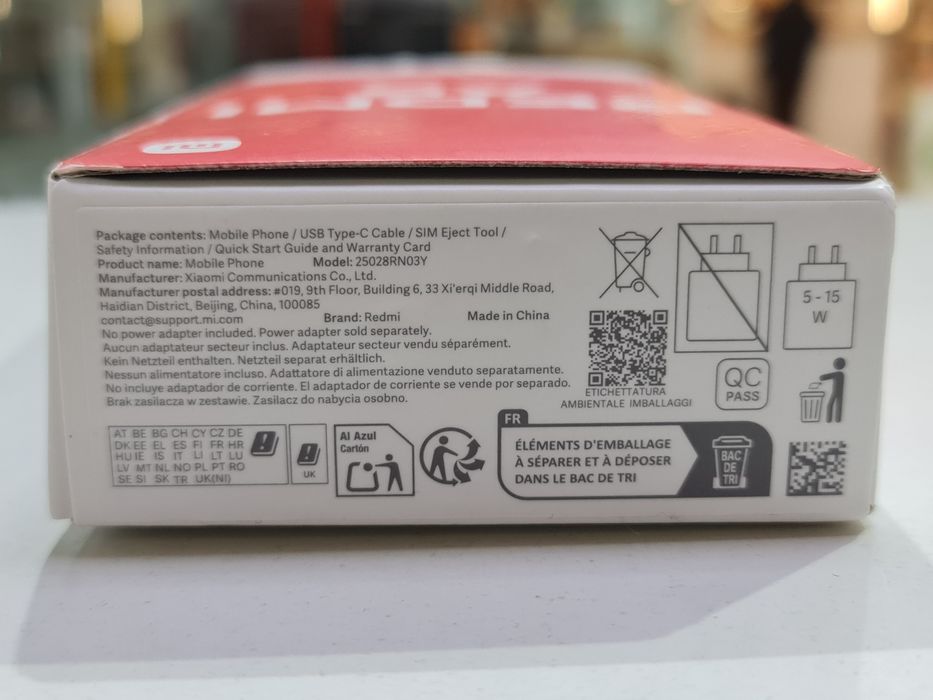 REDMI
Package contents: Mobile Phone / USB Type-C Cable / SIM Eject Tool /
Safety Information / Quick Start Guide and Warranty Card
Product name: Mobile Phone Model: 25028RN03Y
Manufacturer: Xiaomi Communications Co., Ltd.
Manufacturer postal address: #019, 9th Floor, Building 6, 33 Xi'erqi Middle Road,
Haidian District, Beijing, China, 100085
contact@support.mi.com Brand: Redmi Made in China
No power adapter included. Power adapter sold separately.
Aucun adaptateur secteur inclus. Adaptateur secteur vendu séparément.
Kein Netzteil enthalten. Netzteil separat erhältlich.
Nessun alimentatore incluso. Adattatore di alimentazione venduto separatamente.
No incluye adaptador de corriente. El adaptador de corriente se vende por separado.
Brak zasilacza w zestawie. Zasilacz do nabycia osobno.
5 - 15
W
ETICHETTATURA
AMBIENTALE IMBALLAGGI
QC
PASS
AT BE BG CH CY CZ DE
DK EE EL ES FI FR HR
HU IE IS IT LI LT LU
LV MT NL NO PL PT RO
SE SI SK TR UK(NI)
UK
Al Azul
Cartón
FR
ÉLÉMENTS D'EMBALLAGE
À SÉPARER ET À DÉPOSER
DANS LE BAC DE TRI
BAC
DE
TRI